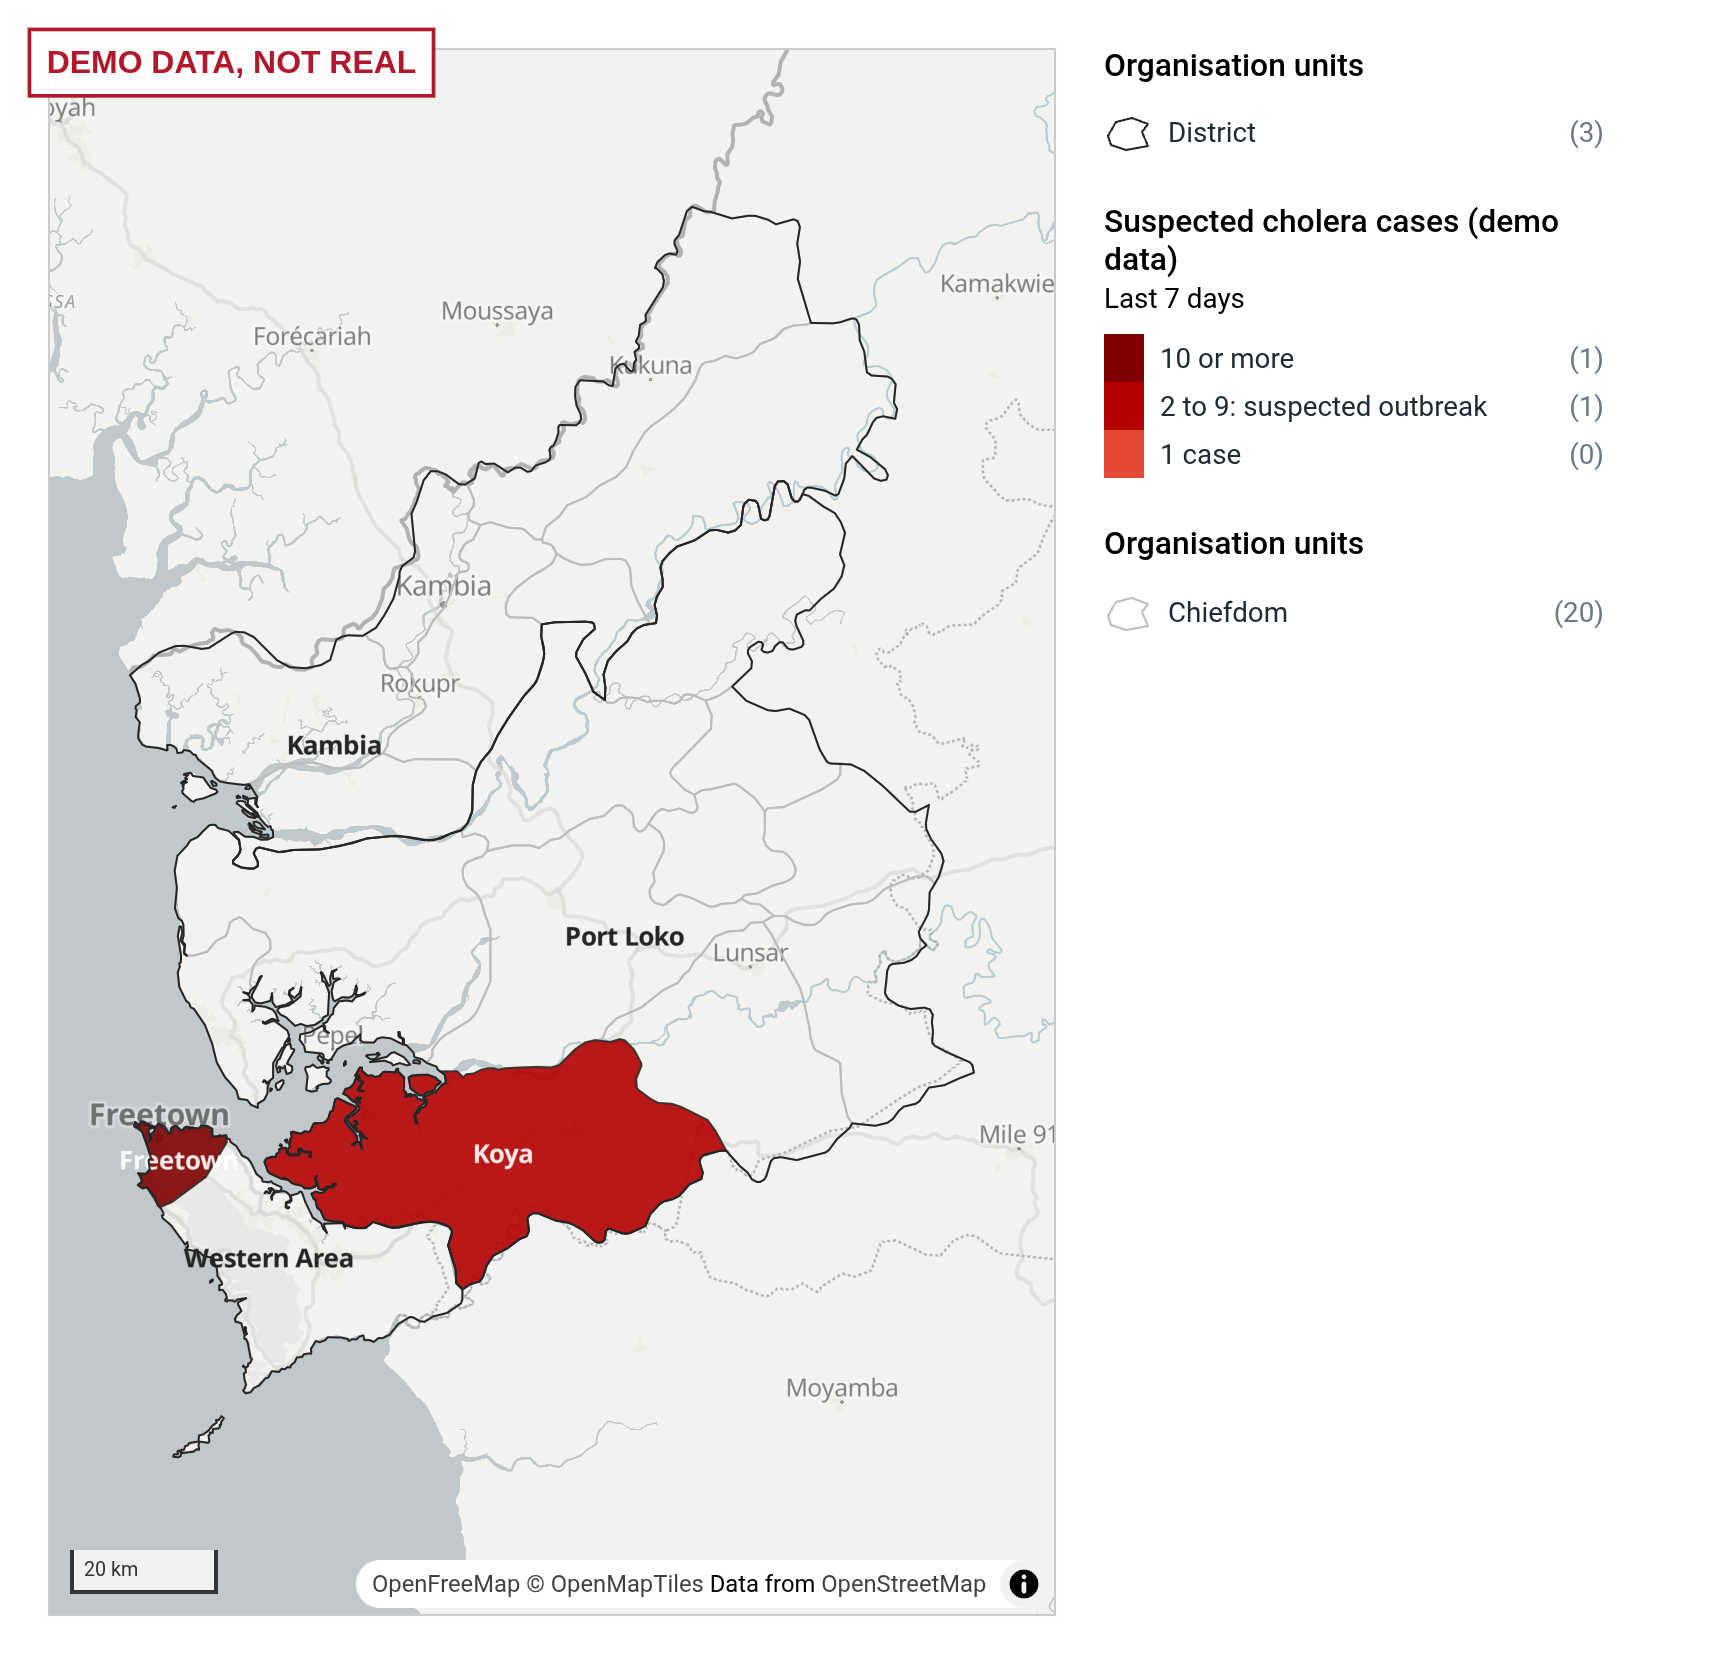 DEMO DATA, NOT REAL
Moussaya
Forécariah
Kamakwie
Kukuna
Kambia
Rokupr
Kambia
Port Loko
Lunsar
Pepel
Freetown
Freetown
Koya
Mile 91
Western Area
Moyamba
20 km
OpenFreeMap © OpenMapTiles Data from OpenStreetMap
Organisation units
District (3)
Suspected cholera cases (demo
data)
Last 7 days
10 or more (1)
2 to 9: suspected outbreak (1)
1 case (0)
Organisation units
Chiefdom (20)